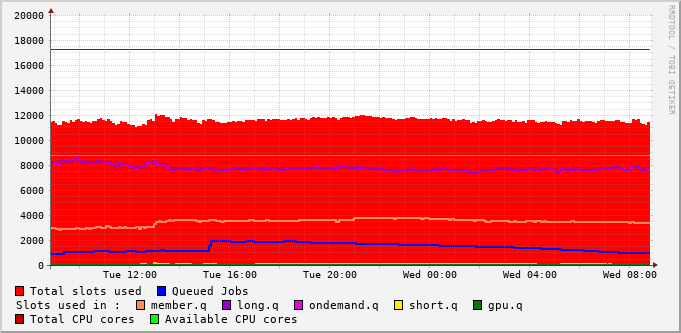 20000
18000
16000
14000
12000
10000
8000
6000
4000
2000
0
Tue 12:00 Tue 16:00 Tue 20:00 Wed 00:00 Wed 04:00 Wed 08:00
RRDTOOL / TOBI OETIKER
Total slots used Queued Jobs
Slots used in : member.q long.q ondemand.q short.q gpu.q
Total CPU cores Available CPU cores